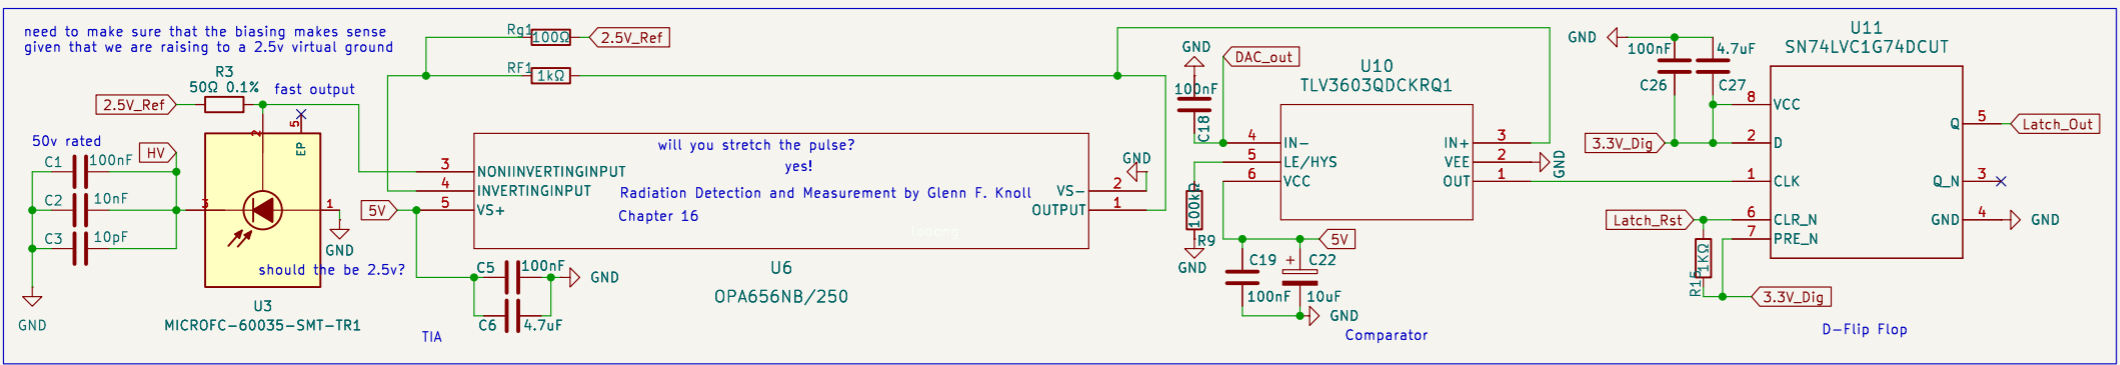 need to make sure that the biasing makes sense
given that we are raising to a 2.5v virtual ground
R3
50Ω 0.1%
2.5V_Ref
fast output
50v rated
HV
C1
100nF
C2
10nF
C3
10pF
GND
2
5
EP
3
1
GND
should the be 2.5v?
U3
MICROFC-60035-SMT-TR1
Rg1
100Ω
2.5V_Ref
RF1
1kΩ
will you stretch the pulse?
yes!
Radiation Detection and Measurement by Glenn F. Knoll
Chapter 16
3
NONIINVERTINGINPUT
4
INVERTINGINPUT
5V
5
VS+
GND
VS-
2
OUTPUT
1
C5
100nF
GND
C6
4.7uF
U6
OPA656NB/250
TIA
GND
100nF
C18
DAC_out
U10
TLV3603QDCKRQ1
4
IN-
5
LE/HYS
6
VCC
IN+
3
VEE
2
OUT
1
GND
100kΩ
R9
GND
5V
C19
100nF
C22
+
10uF
GND
Comparator
U11
SN74LVC1G74DCUT
GND
100nF
C26
4.7uF
C27
3.3V_Dig
8
VCC
2
D
1
CLK
6
CLR_N
7
PRE_N
Q
5
Latch_Out
Q_N
3
GND
4
GND
Latch_Rst
1KΩ
3.3V_Dig
D-Flip Flop